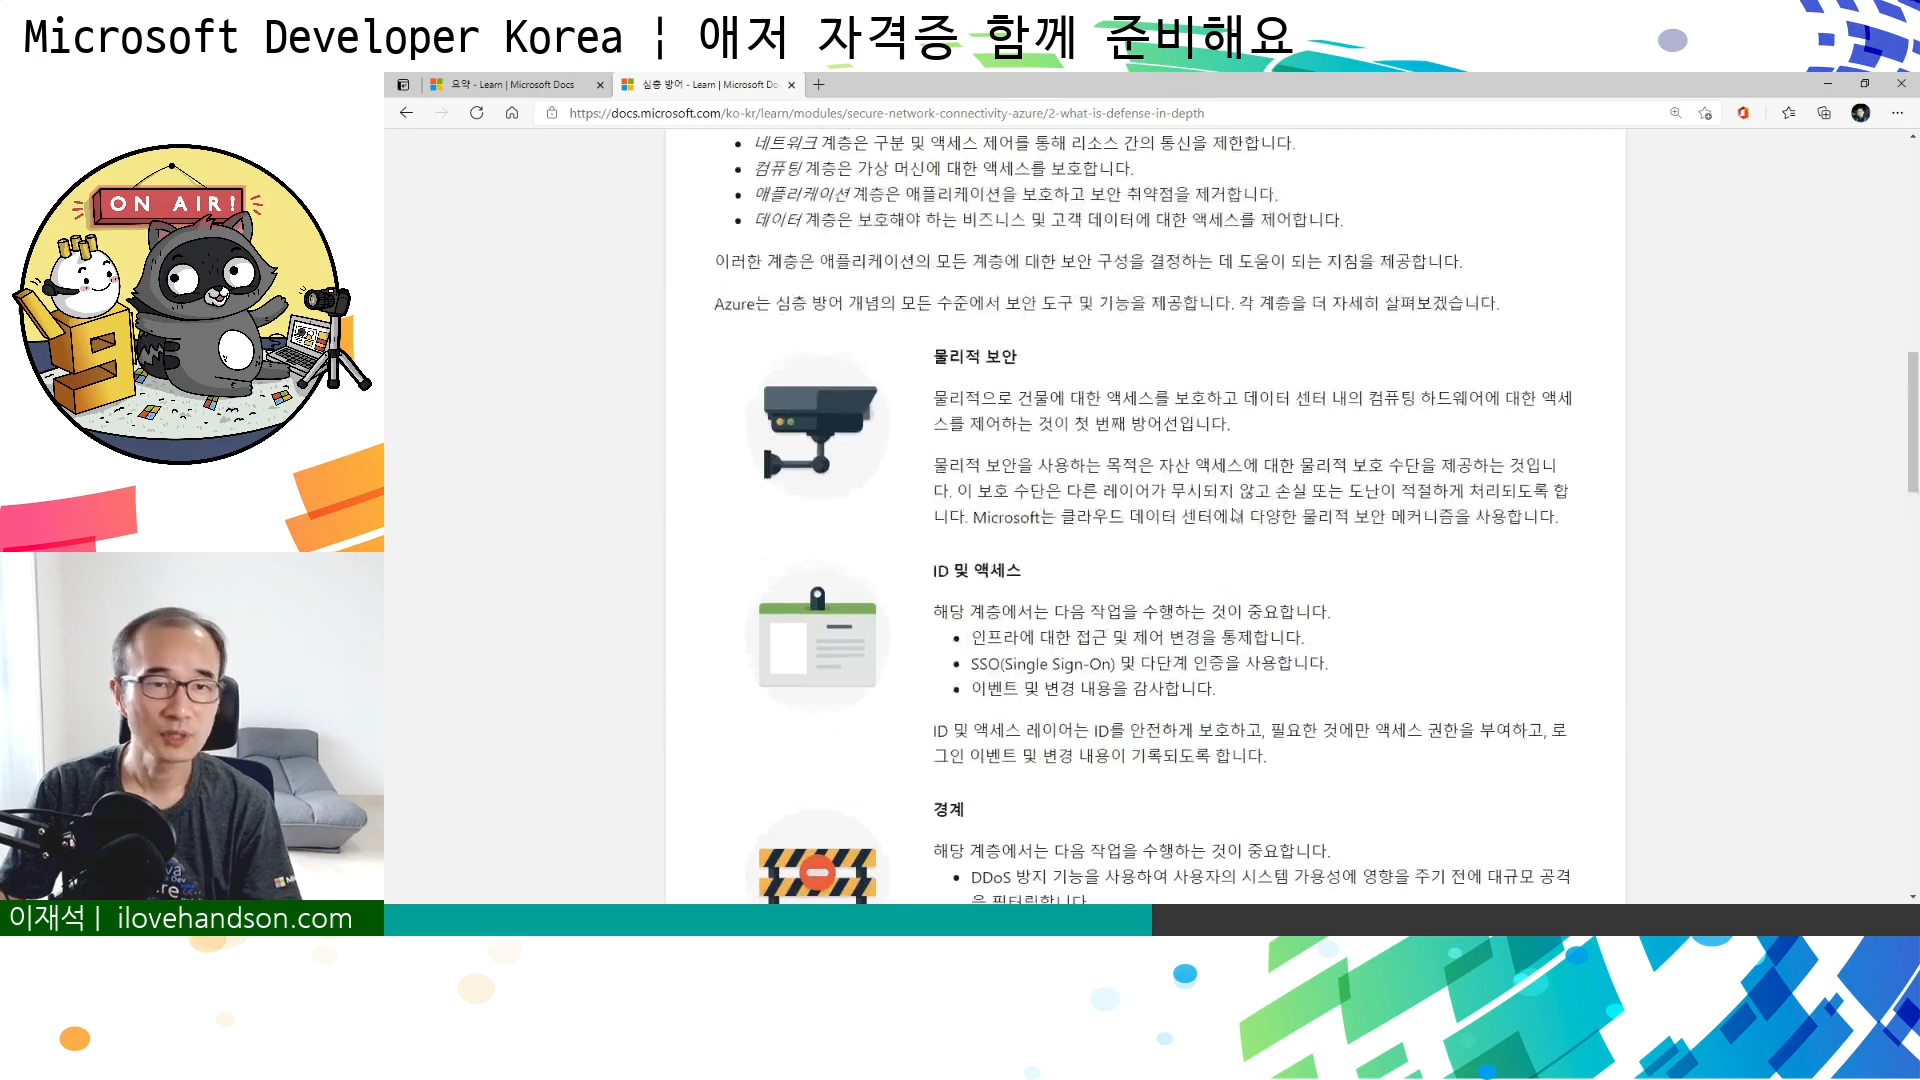 Microsoft Developer Korea | 애저 자격증 함께 준비해요
요약 - Learn | Microsoft Docs
심층 방어 - Learn | Microsoft Do
https://docs.microsoft.com/ko-kr/learn/modules/secure-network-connectivity-azure/2-what-is-defense-in-depth
ON AIR!
네트워크 계층은 구분 및 액세스 제어를 통해 리소스 간의 통신을 제한합니다.
컴퓨팅 계층은 가상 머신에 대한 액세스를 보호합니다.
애플리케이션 계층은 애플리케이션을 보호하고 보안 취약점을 제거합니다.
데이터 계층은 보호해야 하는 비즈니스 및 고객 데이터에 대한 액세스를 제어합니다.
이러한 계층은 애플리케이션의 모든 계층에 대한 보안 구성을 결정하는 데 도움이 되는 지침을 제공합니다.
Azure는 심층 방어 개념의 모든 수준에서 보안 도구 및 기능을 제공합니다. 각 계층을 더 자세히 살펴보겠습니다.
물리적 보안
물리적으로 건물에 대한 액세스를 보호하고 데이터 센터 내의 컴퓨팅 하드웨어에 대한 액세
스를 제어하는 것이 첫 번째 방어선입니다.
물리적 보안을 사용하는 목적은 자산 액세스에 대한 물리적 보호 수단을 제공하는 것입니
다. 이 보호 수단은 다른 레이어가 무시되지 않고 손실 또는 도난이 적절하게 처리되도록 합
니다. Microsoft는 클라우드 데이터 센터에서 다양한 물리적 보안 메커니즘을 사용합니다.
ID 및 액세스
해당 계층에서는 다음 작업을 수행하는 것이 중요합니다.
인프라에 대한 접근 및 제어 변경을 통제합니다.
SSO(Single Sign-On) 및 다단계 인증을 사용합니다.
이벤트 및 변경 내용을 감사합니다.
ID 및 액세스 레이어는 ID를 안전하게 보호하고, 필요한 것에만 액세스 권한을 부여하고, 로
그인 이벤트 및 변경 내용이 기록되도록 합니다.
경계
해당 계층에서는 다음 작업을 수행하는 것이 중요합니다.
DDoS 방지 기능을 사용하여 사용자의 시스템 가용성에 영향을 주기 전에 대규모 공격
을 필터링합니다.
이재석 | ilovehandson.com